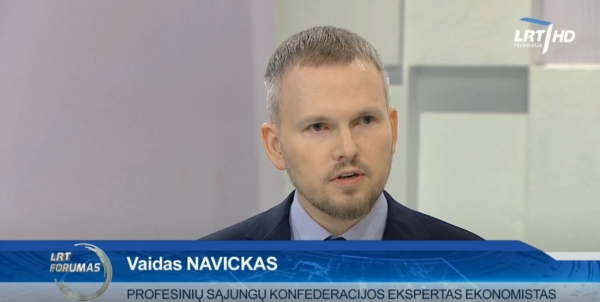 LRT HD
TELEVIZIJA
LRT
FORUMAS
Vaidas NAVICKAS
PROFESINIŲ SĄJUNGŲ KONFEDERACIJOS EKSPERTAS EKONOMISTAS